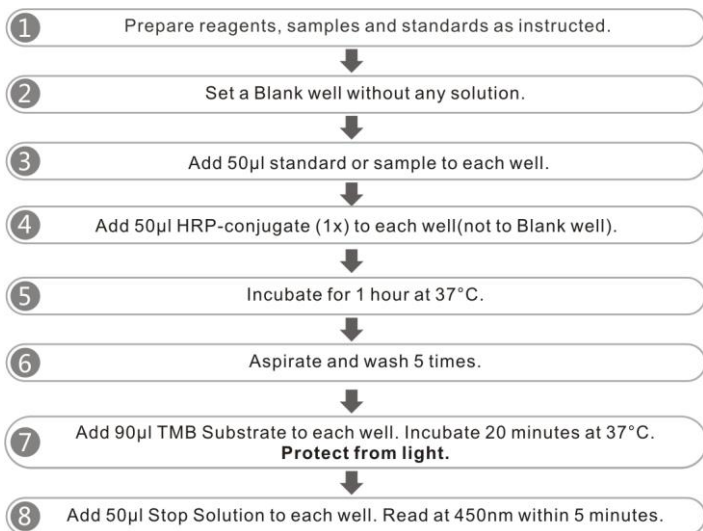 1 Prepare reagents, samples and standards as instructed.
2 Set a Blank well without any solution.
3 Add 50µl standard or sample to each well.
4 Add 50µl HRP-conjugate (1x) to each well(not to Blank well).
5 Incubate for 1 hour at 37°C.
6 Aspirate and wash 5 times.
7 Add 90µl TMB Substrate to each well. Incubate 20 minutes at 37°C.
Protect from light.
8 Add 50µl Stop Solution to each well. Read at 450nm within 5 minutes.